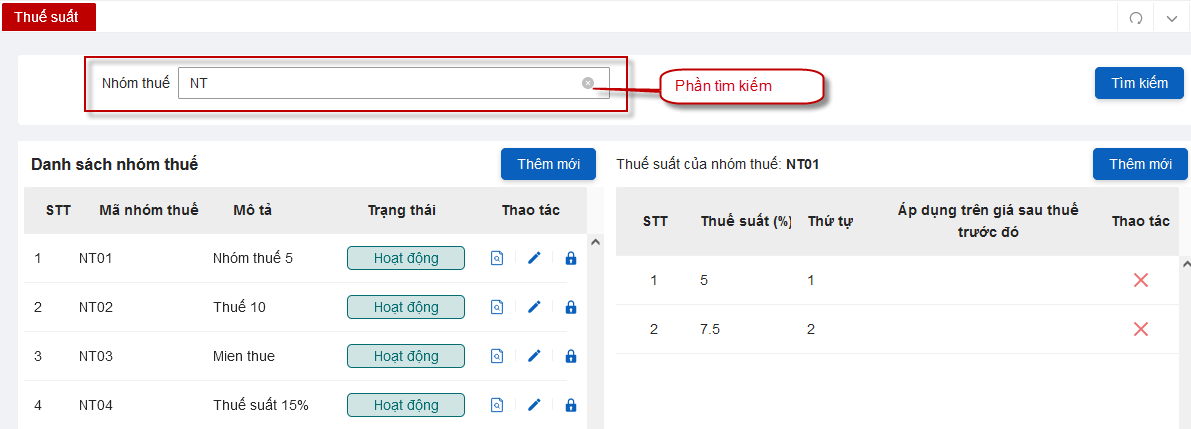 Thuế suất
Nhóm thuế NT
Phần tìm kiếm
Tìm kiếm
Danh sách nhóm thuế
Thêm mới
STT Mã nhóm thuế Mô tả Trạng thái Thao tác
1 NT01 Nhóm thuế 5 Hoạt động
2 NT02 Thuế 10 Hoạt động
3 NT03 Mien thue Hoạt động
4 NT04 Thuế suất 15% Hoạt động
Thuế suất của nhóm thuế: NT01
Thêm mới
STT Thuế suất (%) Thứ tự Áp dụng trên giá sau thuế
trước đó Thao tác
1 5 1
2 7.5 2